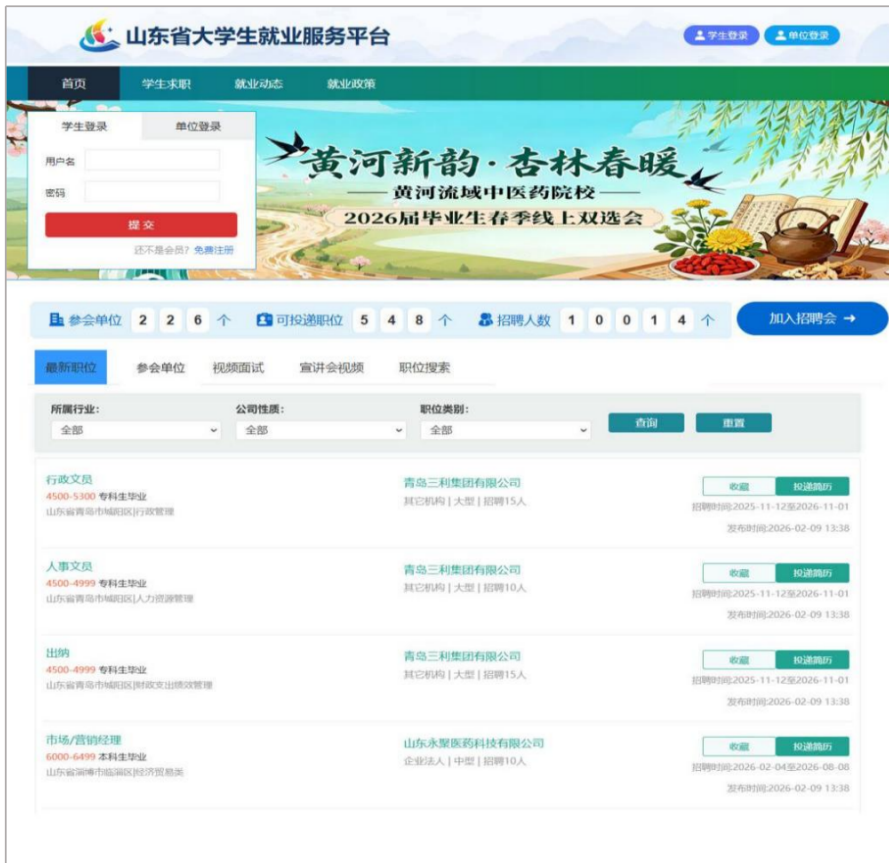 山东省大学生就业服务平台
学生登录 单位登录
首页 学生求职 就业动态 就业政策
学生登录 单位登录
用户名
密码
提交
还不是会员? 免费注册
黄河新韵·杏林春暖
黄河流域中医药院校
2026届毕业生春季线上双选会
参会单位 2 2 6 个 可投递职位 5 4 8 个 招聘人数 1 0 0 1 4 个 加入招聘会 →
最新职位 参会单位 视频面试 宣讲会视频 职位搜索
所属行业: 公司性质: 职位类别:
全部 全部 全部 查询 重置
行政文员 青岛三利集团有限公司 收藏 投递简历
4500-5300 专科生毕业 其它机构 | 大型 | 招聘15人
山东省青岛市城阳区|行政管理 招聘时间:2025-11-12至2026-11-01
发布时间:2026-02-09 13:38
人事文员 青岛三利集团有限公司 收藏 投递简历
4500-4999 专科生毕业 其它机构 | 大型 | 招聘10人
山东省青岛市城阳区|人力资源管理 招聘时间:2025-11-12至2026-11-01
发布时间:2026-02-09 13:38
出纳 青岛三利集团有限公司 收藏 投递简历
4500-4999 专科生毕业 其它机构 | 大型 | 招聘15人
山东省青岛市城阳区|财政支出绩效管理 招聘时间:2025-11-12至2026-11-01
发布时间:2026-02-09 13:38
市场/营销经理 山东永聚医药科技有限公司 收藏 投递简历
6000-6499 本科生毕业 企业法人 | 中型 | 招聘10人
山东省淄博市临淄区|经济贸易类 招聘时间:2026-02-04至2026-08-08
发布时间:2026-02-09 13:38